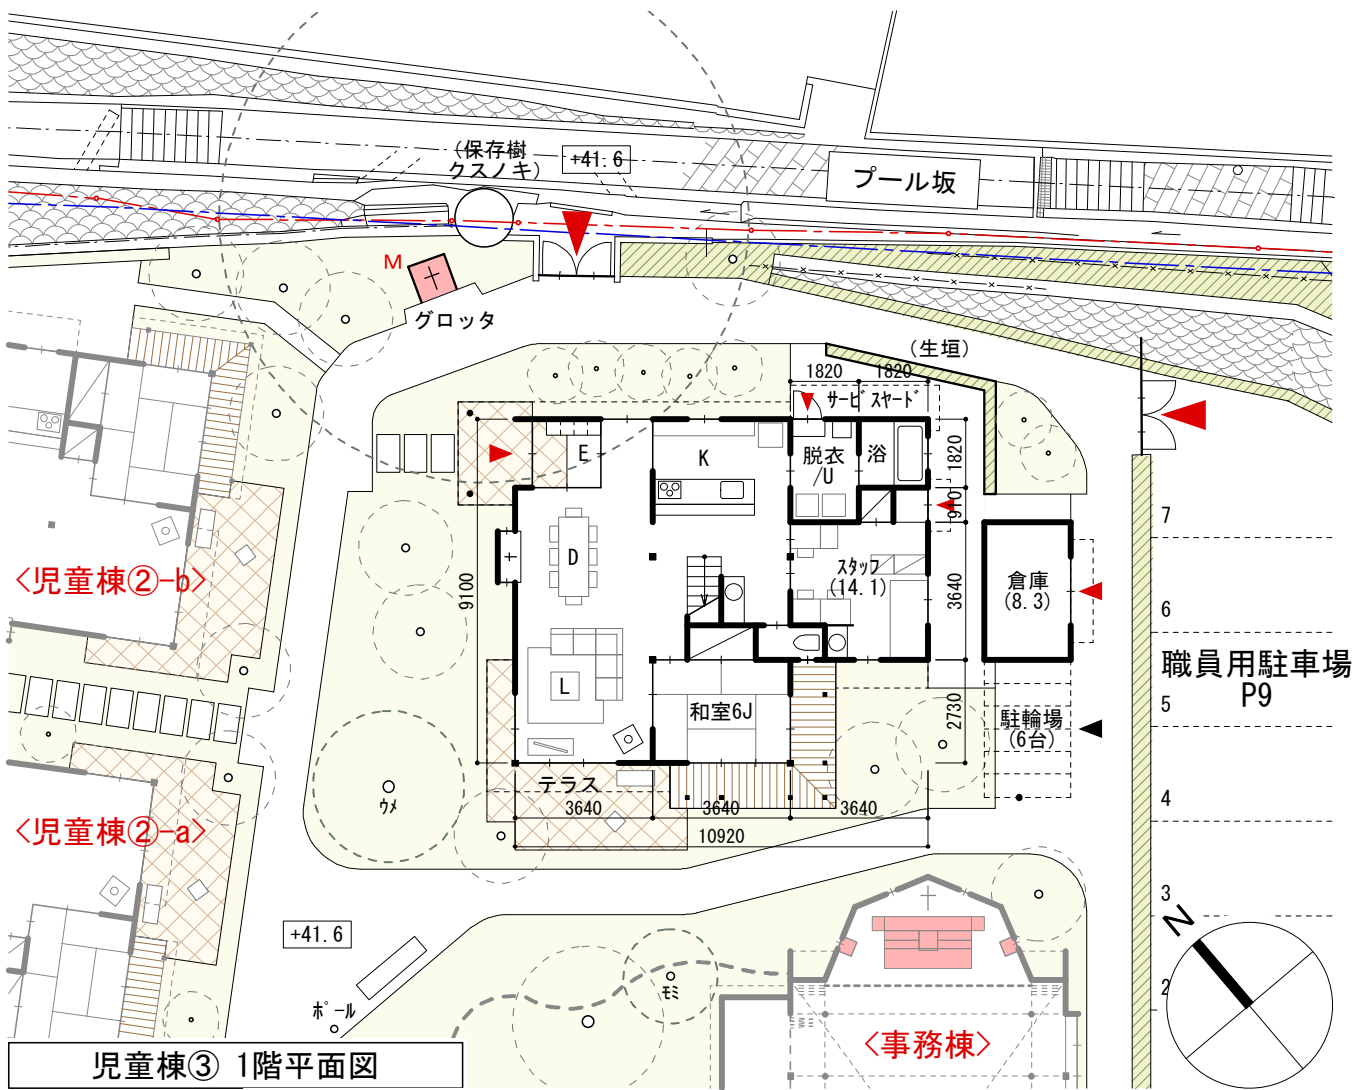 (保存樹
クスノキ)
+41.6
プール坂
M
グロッタ
(生垣)
1820
1820
サービスヤード
E
K
脱衣
/U
浴
1820
910
7
<児童棟②-b>
D
スタッフ
(14.1)
倉庫
(8.3)
9100
3640
6
職員用駐車場
P9
L
和室6J
2730
駐輪場
(6台)
5
ウメ
テラス
3640
3640
3640
4
<児童棟②-a>
10920
3
N
+41.6
モミ
2
ポール
<事務棟>
児童棟③ 1階平面図